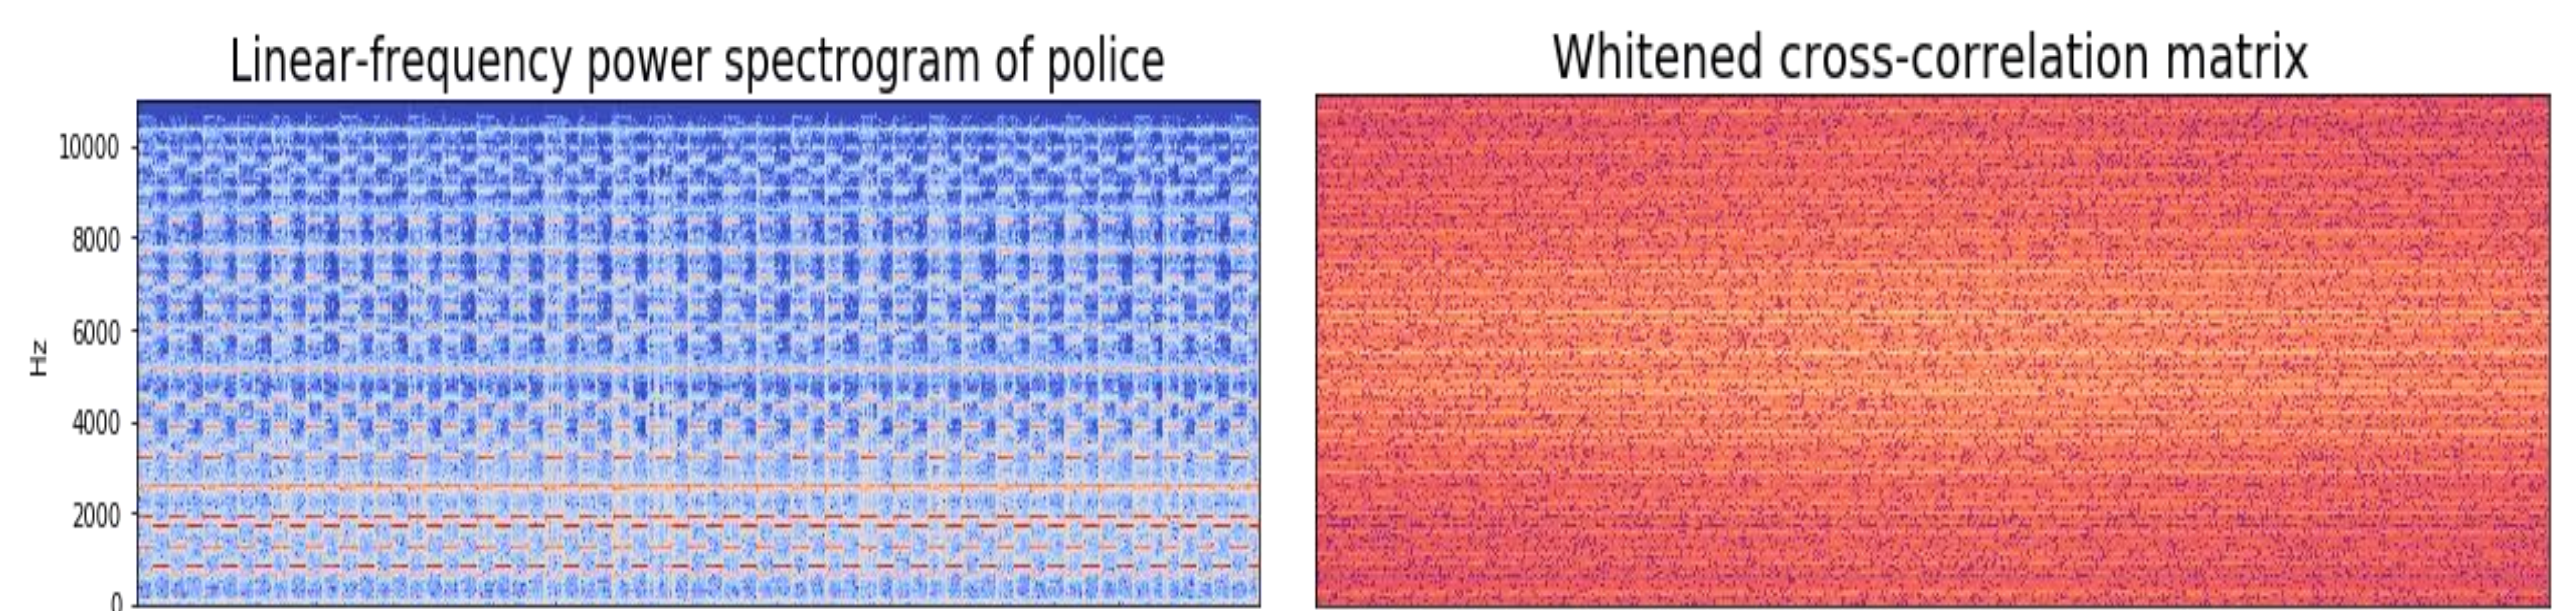 Linear-frequency power spectrogram of police
Whitened cross-correlation matrix
10000
8000
6000
Hz
4000
2000
0